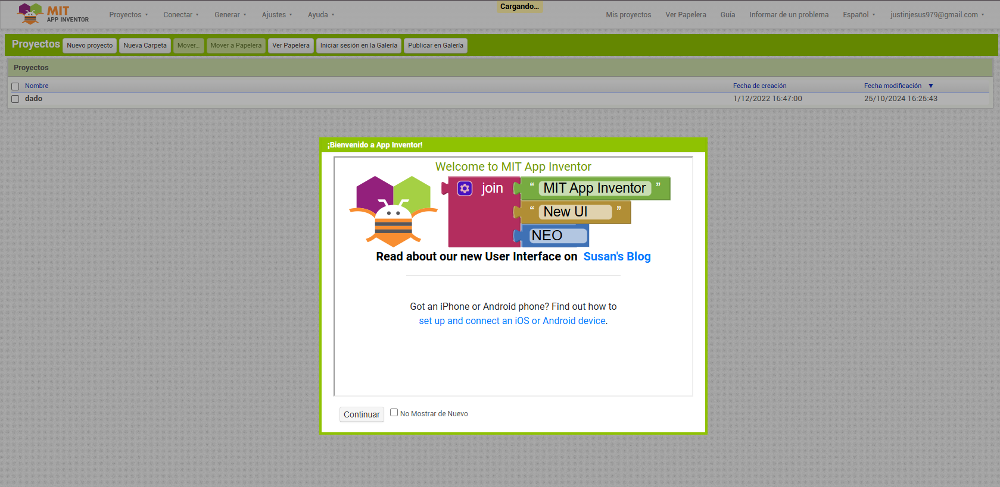 Cargando...
MIT
APP INVENTOR
Proyectos Conectar Generar Ajustes Ayuda Mis proyectos Ver Papelera Guía Informar de un problema Español justinjesus979@gmail.com
Proyectos Nuevo proyecto Nueva Carpeta Mover... Mover a Papelera Ver Papelera Iniciar sesión en la Galería Publicar en Galería
Proyectos
Nombre Fecha de creación Fecha modificación ▼
dado 1/12/2022 16:47:00 25/10/2024 16:25:43
¡Bienvenido a App Inventor!
Welcome to MIT App Inventor
join “ MIT App Inventor ”
“ New UI ”
NEO
Read about our new User Interface on Susan's Blog
Got an iPhone or Android phone? Find out how to
set up and connect an iOS or Android device.
Continuar No Mostrar de Nuevo